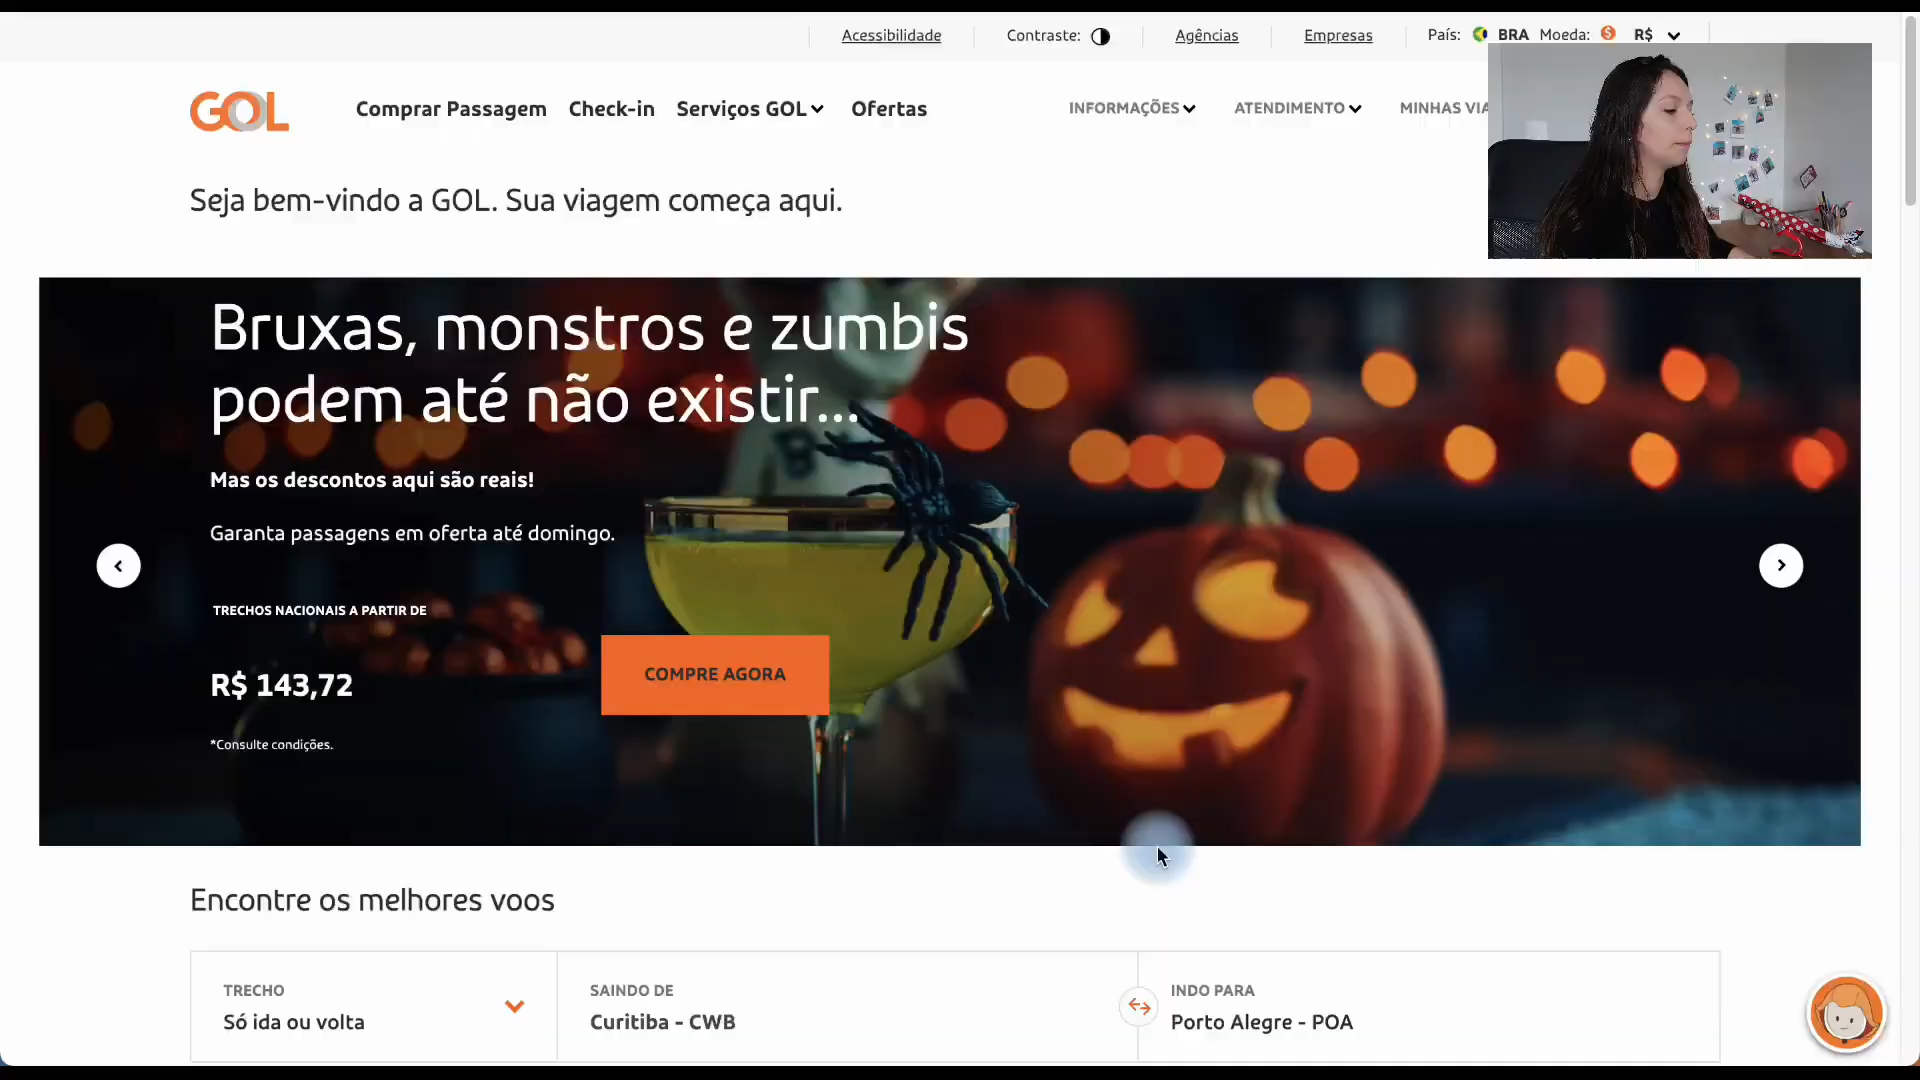 Acessibilidade
Contraste:
Agências
Empresas
País: BRA Moeda: R$
GOL
Comprar Passagem
Check-in
Serviços GOL
Ofertas
INFORMAÇÕES
ATENDIMENTO
MINHAS VIA
Seja bem-vindo a GOL. Sua viagem começa aqui.
Bruxas, monstros e zumbis
podem até não existir...
Mas os descontos aqui são reais!
Garanta passagens em oferta até domingo.
TRECHOS NACIONAIS A PARTIR DE
R$ 143,72
COMPRE AGORA
*Consulte condições.
Encontre os melhores voos
TRECHO
Só ida ou volta
SAINDO DE
Curitiba - CWB
INDO PARA
Porto Alegre - POA